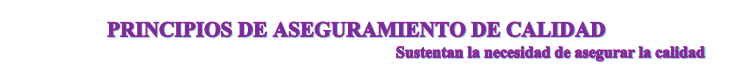 PRINCIPIOS DE ASEGURAMIENTO DE CALIDAD
Sustentan la necesidad de asegurar la calidad